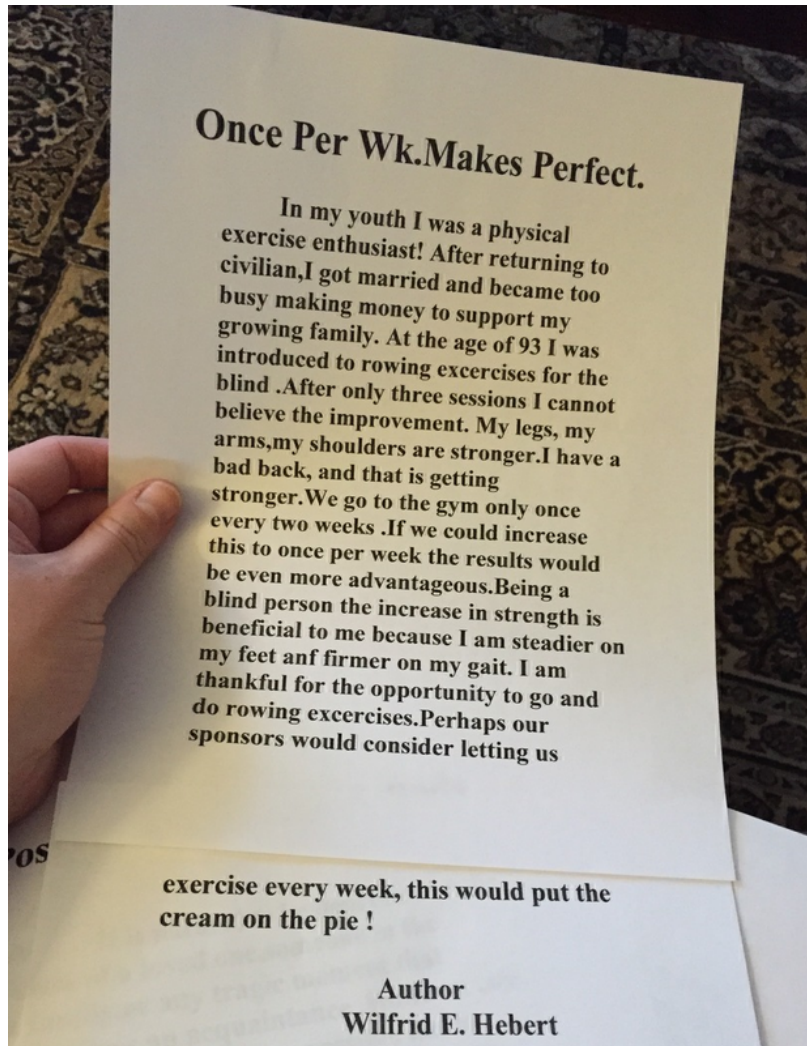 Once Per Wk.Makes Perfect.
In my youth I was a physical
exercise enthusiast! After returning to
civilian,I got married and became too
busy making money to support my
growing family. At the age of 93 I was
introduced to rowing excercises for the
blind .After only three sessions I cannot
believe the improvement. My legs, my
arms,my shoulders are stronger.I have a
bad back, and that is getting
stronger.We go to the gym only once
every two weeks .If we could increase
this to once per week the results would
be even more advantageous.Being a
blind person the increase in strength is
beneficial to me because I am steadier on
my feet anf firmer on my gait. I am
thankful for the opportunity to go and
do rowing excercises.Perhaps our
sponsors would consider letting us
exercise every week, this would put the
cream on the pie !
Author
Wilfrid E. Hebert